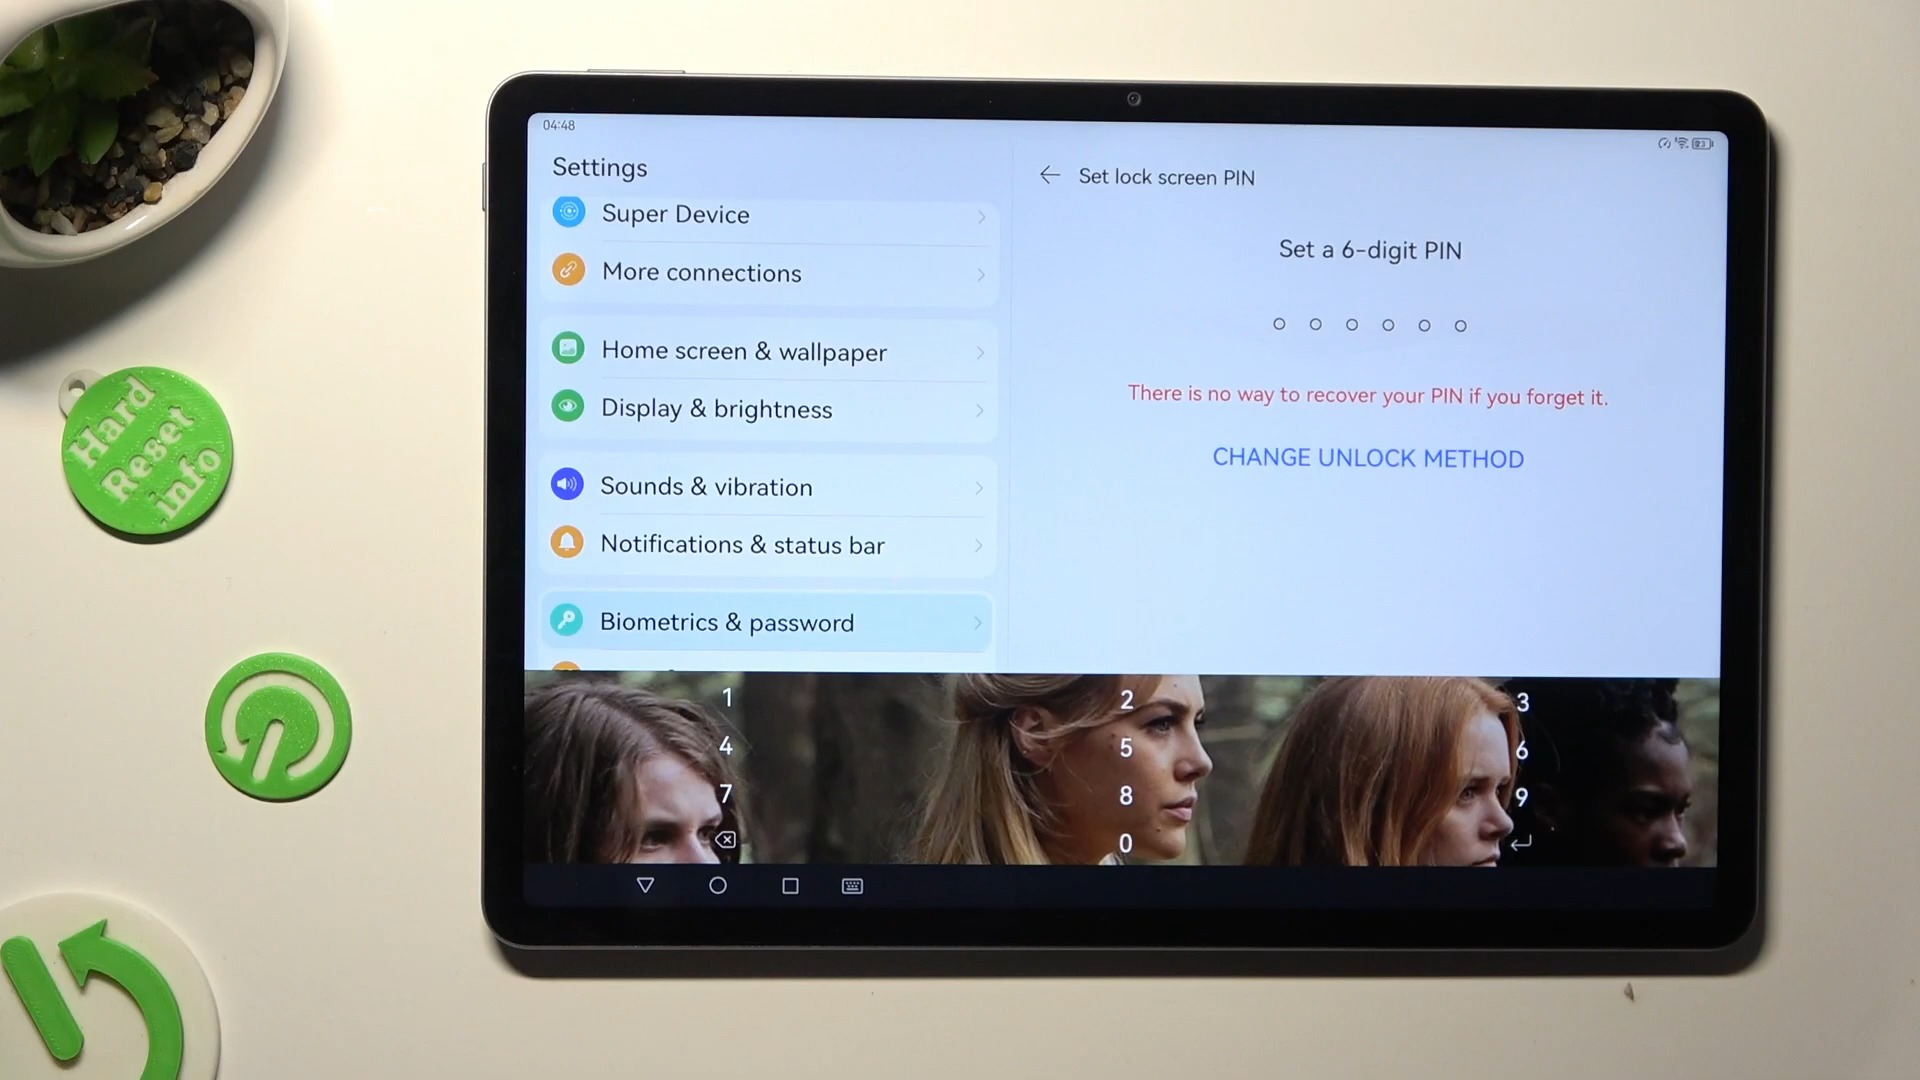 04:48
Settings
Super Device
More connections
Home screen & wallpaper
Display & brightness
Sounds & vibration
Notifications & status bar
Biometrics & password
Set lock screen PIN
Set a 6-digit PIN
There is no way to recover your PIN if you forget it.
CHANGE UNLOCK METHOD
1 2 3
4 5 6
7 8 9
0
Hard
Reset
.info